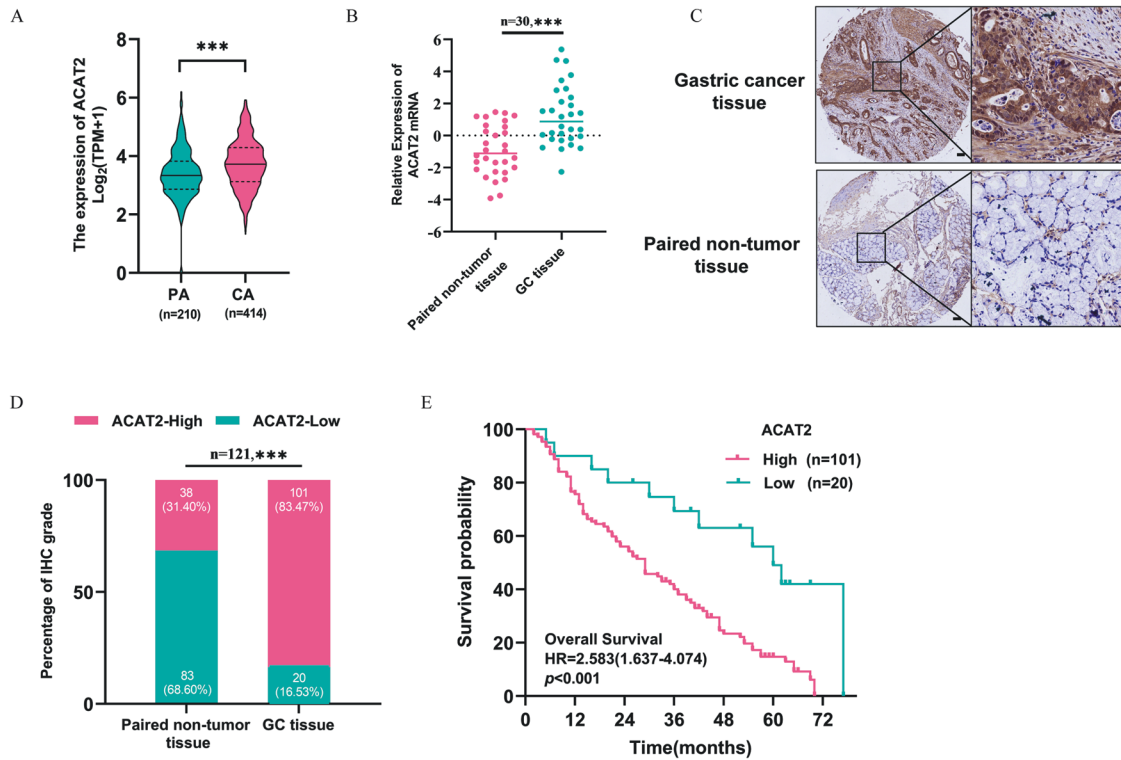 A
The expression of ACAT2
Log₂(TPM+1)
8
6
4
2
0
***
PA
(n=210)
CA
(n=414)
B
Relative Expression of
ACAT2 mRNA
n=30,***
6
4
2
0
-2
-4
-6
Paired non-tumor
tissue
GC tissue
C
Gastric cancer
tissue
Paired non-tumor
tissue
D
ACAT2-High
ACAT2-Low
n=121,***
Percentage of IHC grade
100
50
0
38
(31.40%)
83
(68.60%)
101
(83.47%)
20
(16.53%)
Paired non-tumor
tissue
GC tissue
E
Survival probability
100
80
60
40
20
0
ACAT2
High (n=101)
Low (n=20)
Overall Survival
HR=2.583(1.637-4.074)
p<0.001
0 12 24 36 48 60 72
Time(months)